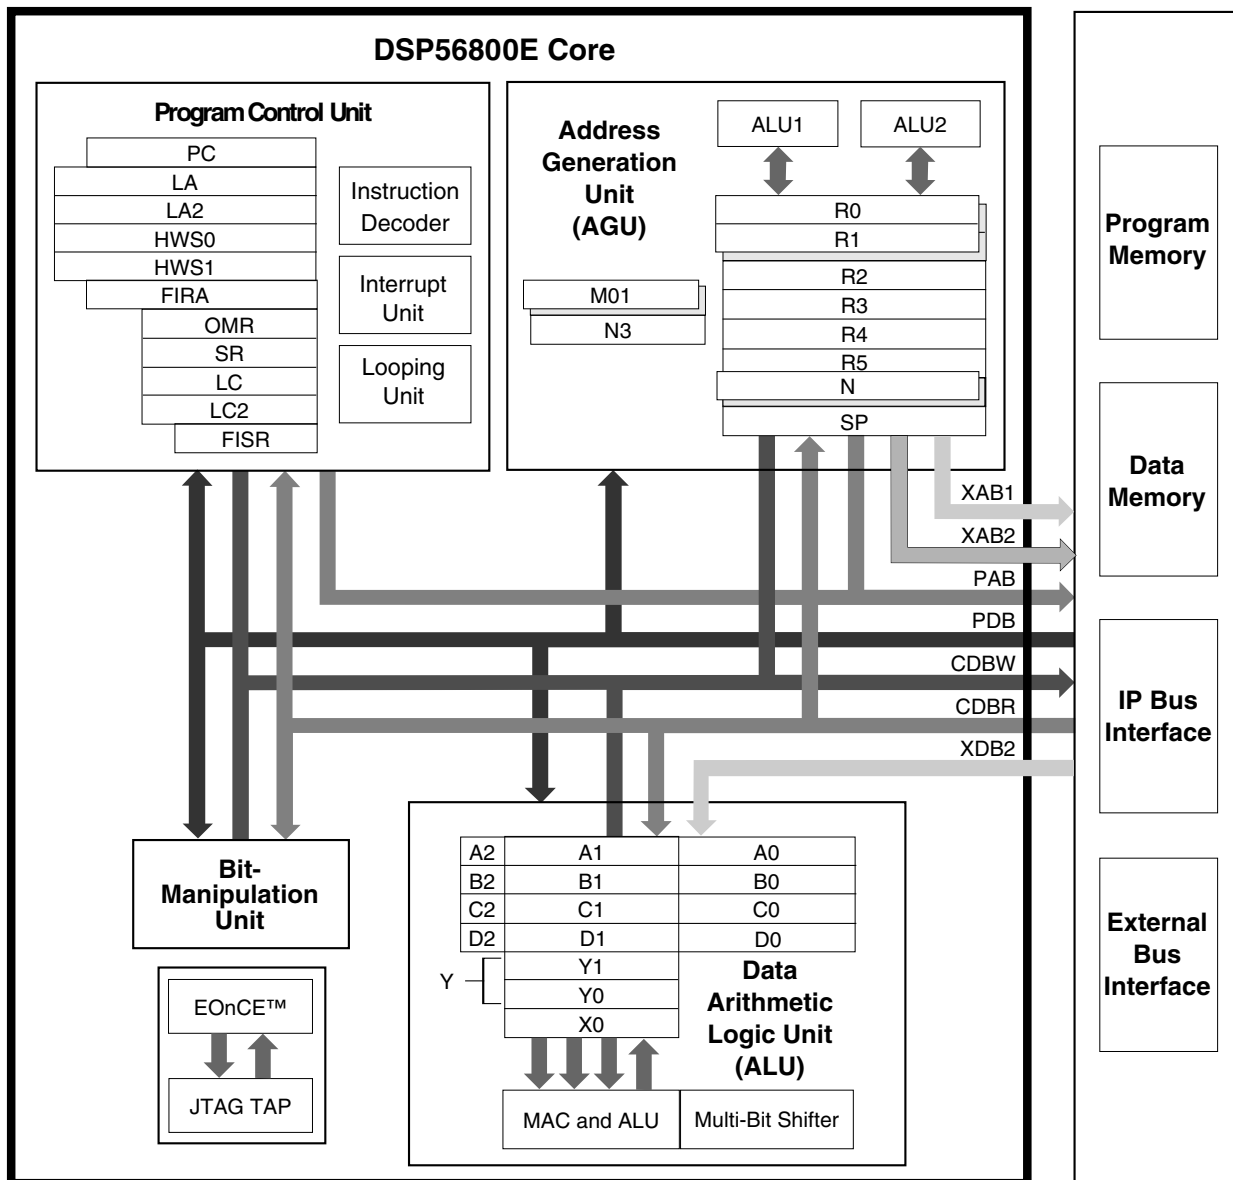 DSP56800E Core
Program Control Unit
PC
LA
LA2
HWS0
HWS1
FIRA
OMR
SR
LC
LC2
FISR
Instruction
Decoder
Interrupt
Unit
Looping
Unit
Address
Generation
Unit
(AGU)
ALU1
ALU2
R0
R1
R2
R3
R4
R5
N
SP
M01
N3
Program
Memory
Data
Memory
IP Bus
Interface
External
Bus
Interface
XAB1
XAB2
PAB
PDB
CDBW
CDBR
XDB2
Bit-
Manipulation
Unit
EOnCE™
JTAG TAP
A2 A1 A0
B2 B1 B0
C2 C1 C0
D2 D1 D0
Y
Y1
Y0
X0
Data
Arithmetic
Logic Unit
(ALU)
MAC and ALU
Multi-Bit Shifter